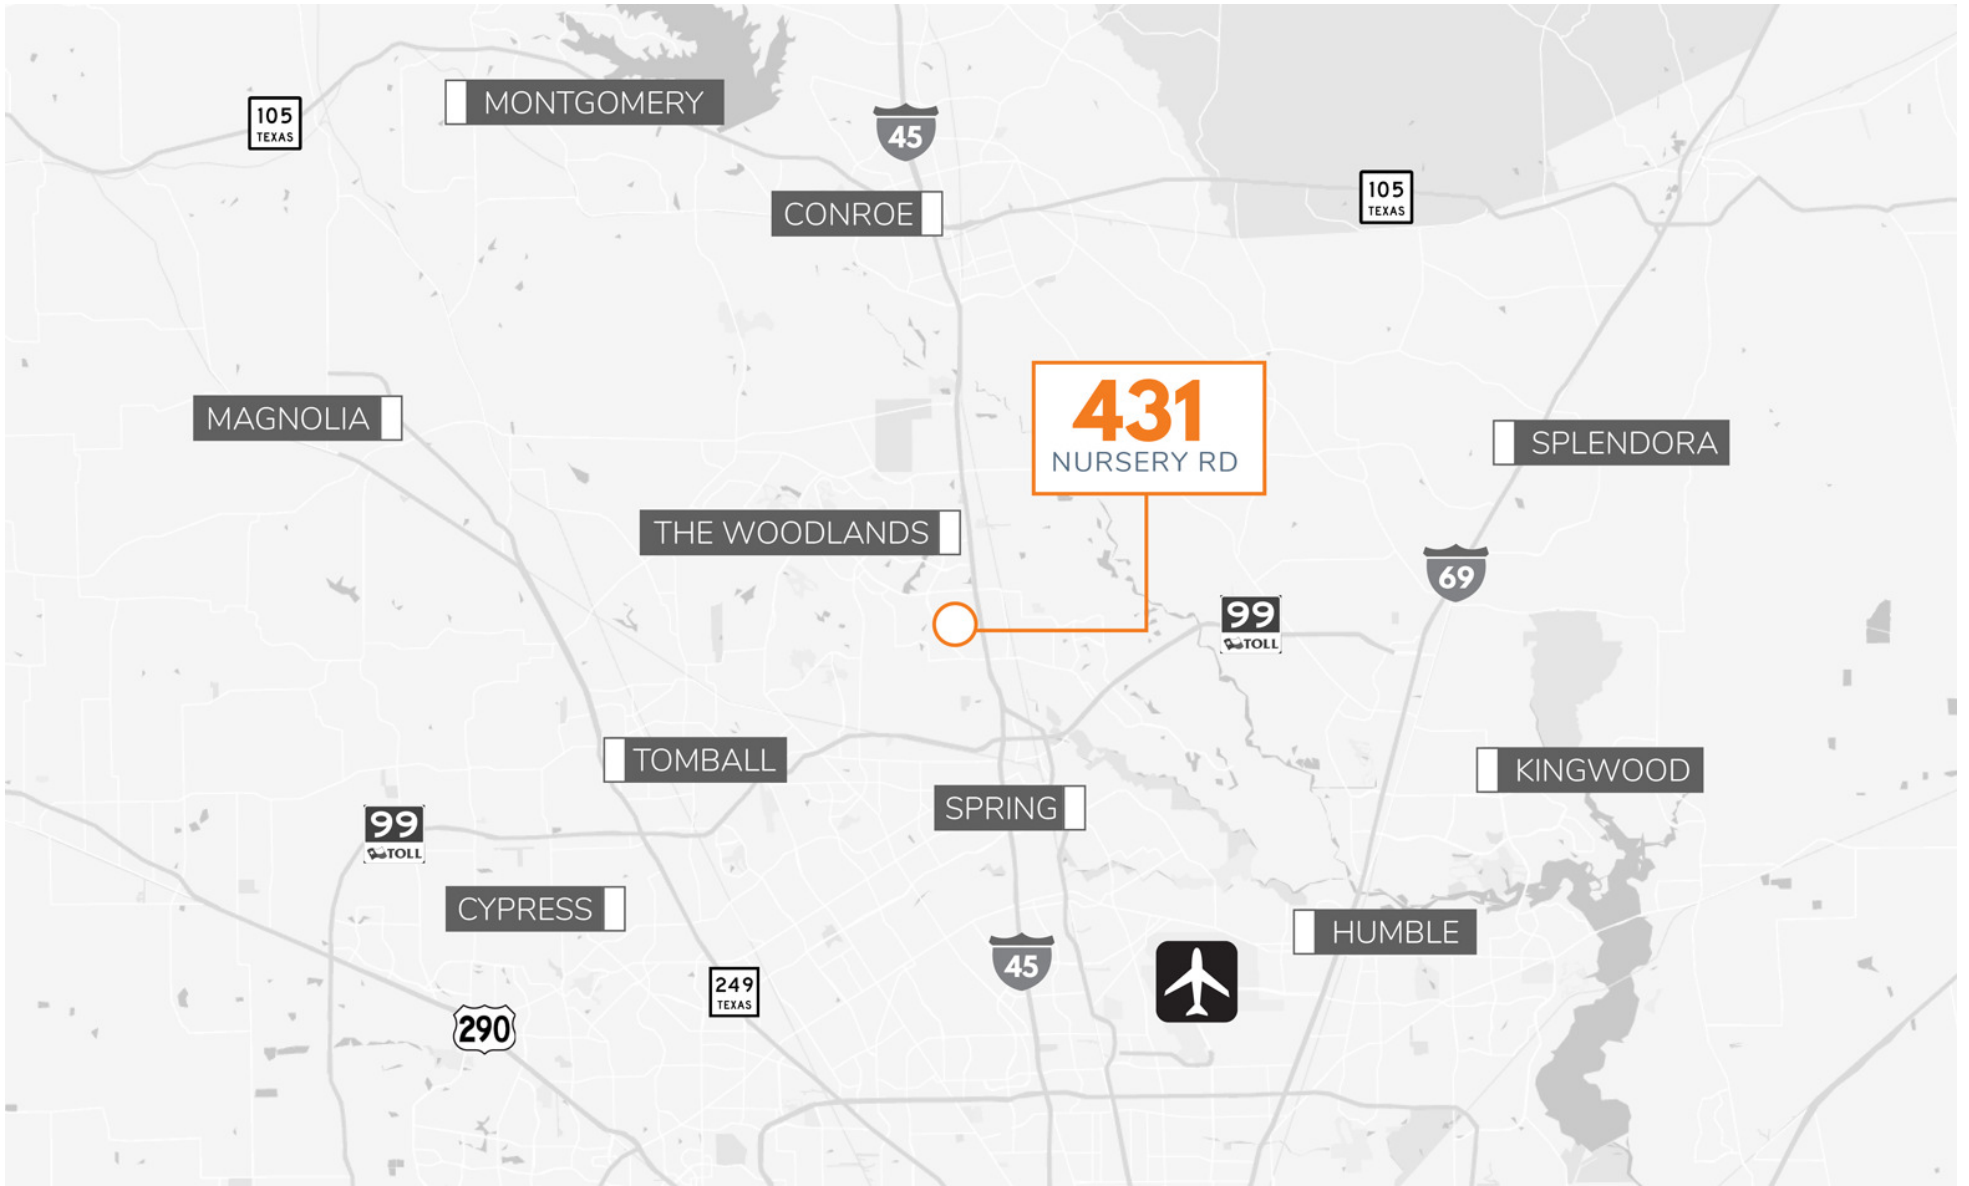 MONTGOMERY
105
TEXAS
45
CONROE
105
TEXAS
431
NURSERY RD
MAGNOLIA
SPLENDORA
THE WOODLANDS
69
99
TOLL
TOMBALL
KINGWOOD
SPRING
99
TOLL
CYPRESS
HUMBLE
45
249
TEXAS
290